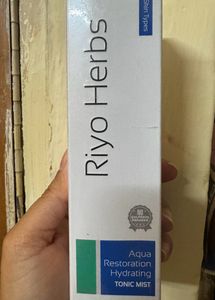 Skin Types
Riyo Herbs
Aqua
Restoration
Hydrating
TONIC MIST